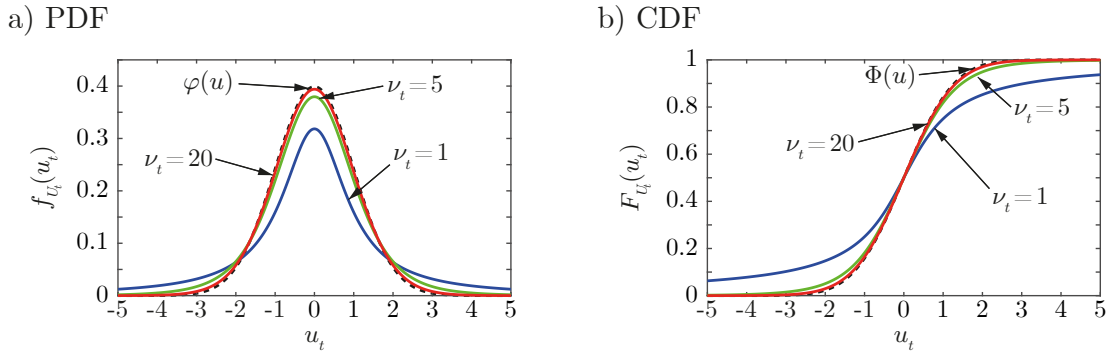 a) PDF
0.4
0.3
0.2
0.1
0
f_{U_t}(u_t)
φ(u)
ν_t=5
ν_t=20
ν_t=1
-5 -4 -3 -2 -1 0 1 2 3 4 5
u_t
b) CDF
1
0.8
0.6
0.4
0.2
0
F_{U_t}(u_t)
Φ(u)
ν_t=5
ν_t=20
ν_t=1
-5 -4 -3 -2 -1 0 1 2 3 4 5
u_t